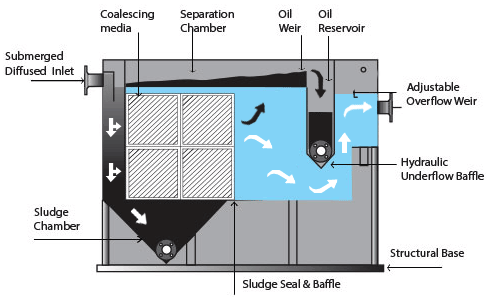 Coalescing
media
Separation
Chamber
Oil
Weir
Oil
Reservoir
Submerged
Diffused Inlet
Adjustable
Overflow Weir
Hydraulic
Underflow Baffle
Sludge
Chamber
Structural Base
Sludge Seal & Baffle